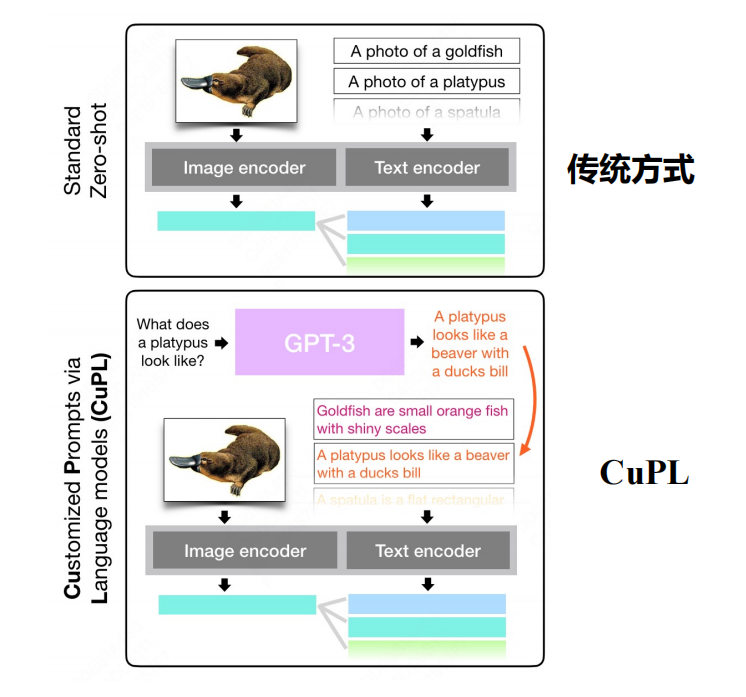 Standard
Zero-shot
A photo of a goldfish
A photo of a platypus
A photo of a spatula
Image encoder
Text encoder
传统方式
Customized Prompts via
Language models (CuPL)
What does
a platypus
look like?
GPT-3
A platypus
looks like a
beaver with
a ducks bill
Goldfish are small orange fish
with shiny scales
A platypus looks like a beaver
with a ducks bill
A spatula is a flat rectangular
Image encoder
Text encoder
CuPL